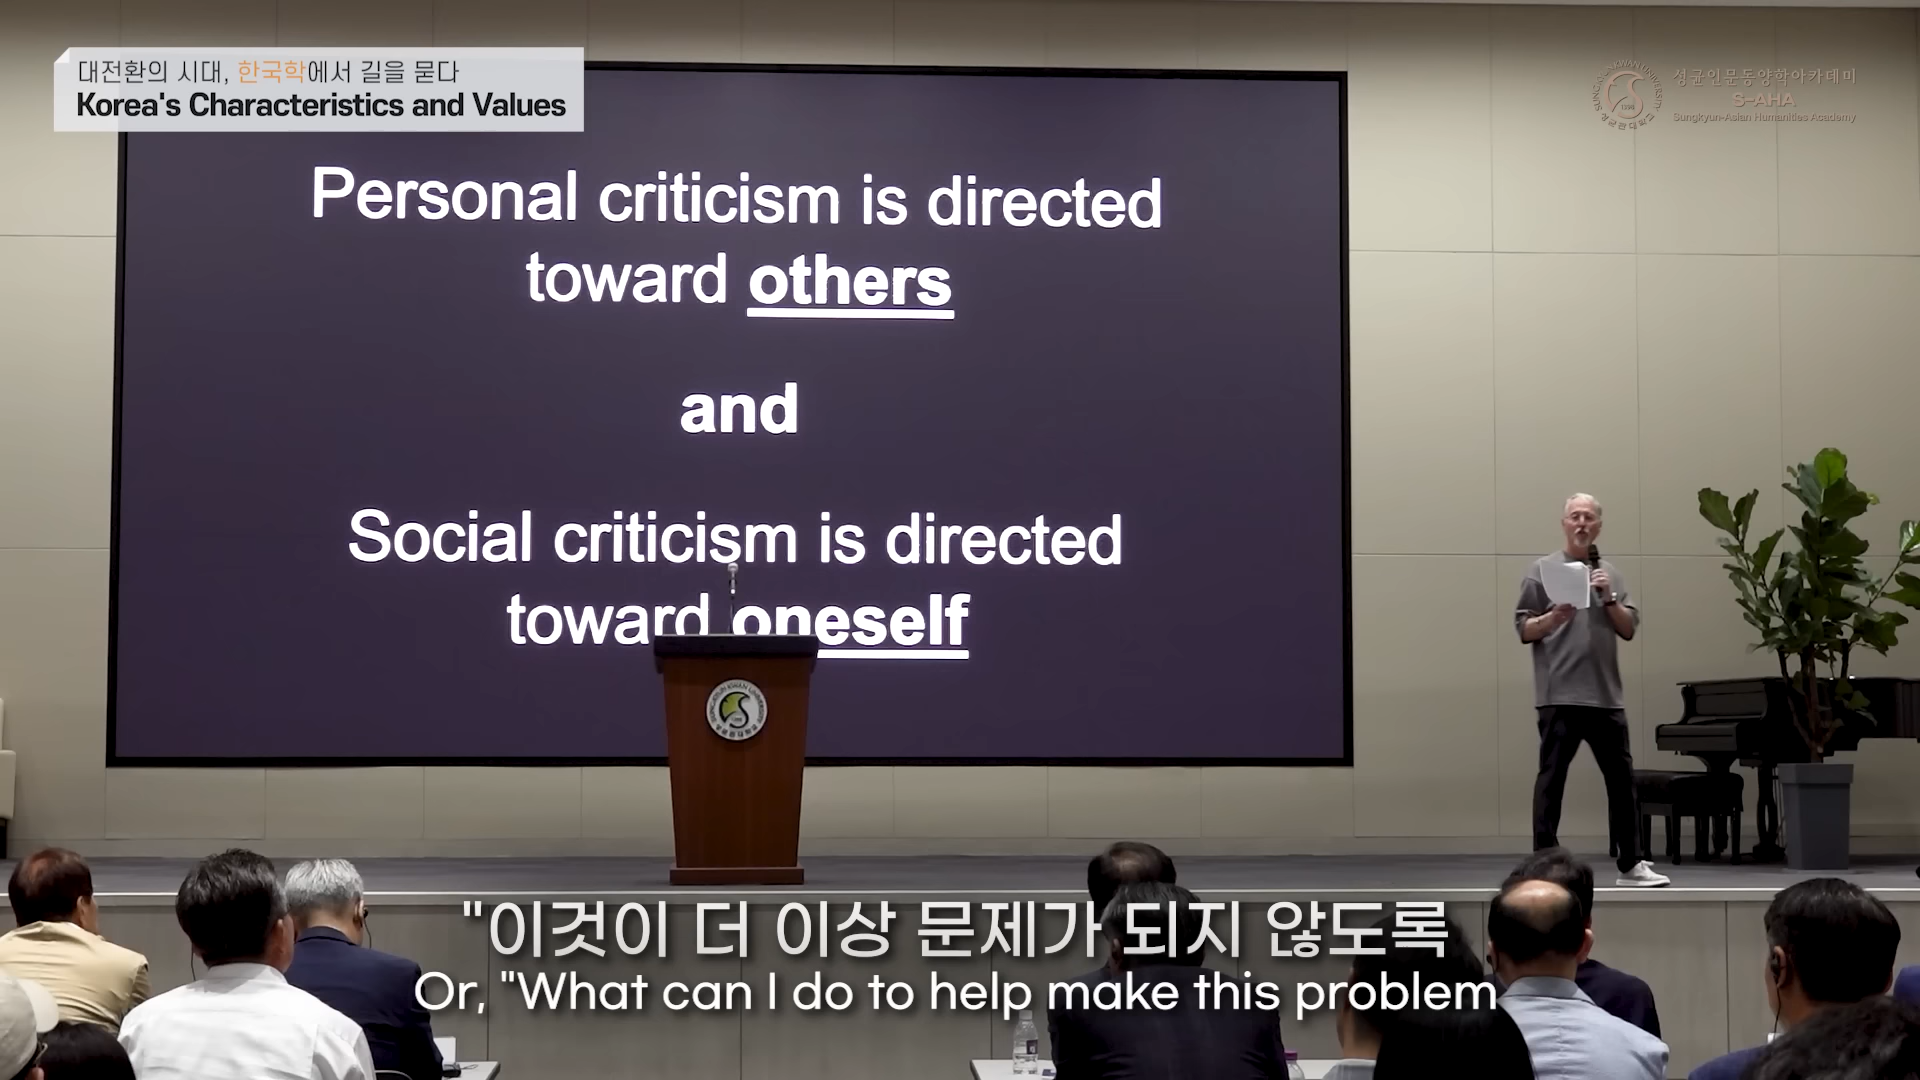 대전환의 시대, 한국학에서 길을 묻다
Korea's Characteristics and Values
성균인문동양학아카데미
S-AHA
Sungkyun-Asian Humanities Academy
Personal criticism is directed
toward others
and
Social criticism is directed
toward oneself
"이것이 더 이상 문제가 되지 않도록
Or, "What can I do to help make this problem